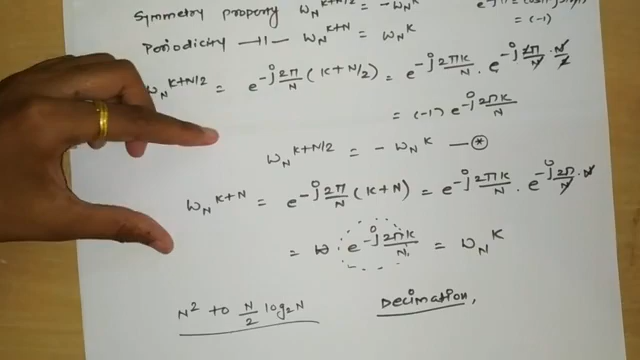 Symmetry property W_N^{K+N/2} = -W_N^K
= (-1)
Periodicity —||— W_N^{K+N} = W_N^K
W_N^{K+N/2} = e^{-j 2π/N (K+N/2)} = e^{-j 2πK/N} . e^{-j 2π/N . N/2}
= (-1) e^{-j 2πK/N}
W_N^{K+N/2} = - W_N^K — ⊛
W_N^{K+N} = e^{-j 2π/N (K+N)} = e^{-j 2πK/N} . e^{-j 2π/N . N}
= e^{-j 2πK/N} = W_N^K
N² to N/2 log₂N Decimation,